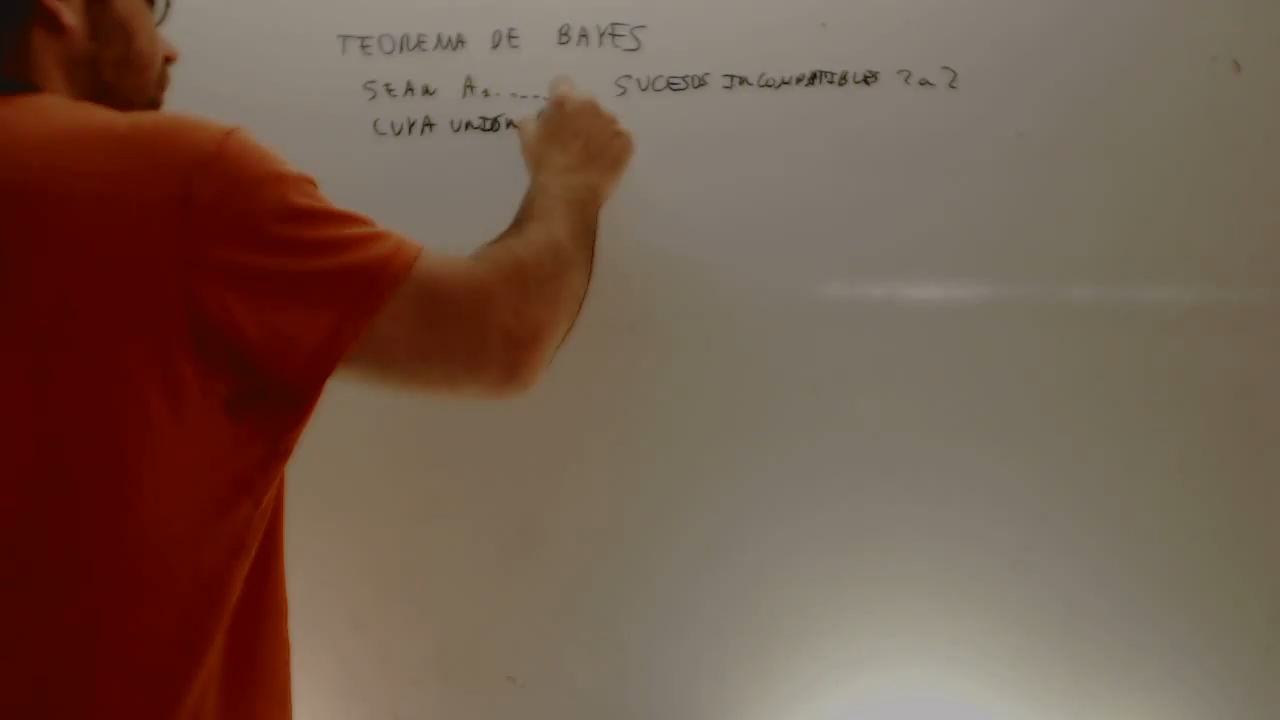 TEOREMA DE BAYES
SEAN A1..... SUCESOS INCOMPATIBLES 2 a 2
CUYA UNIÓN